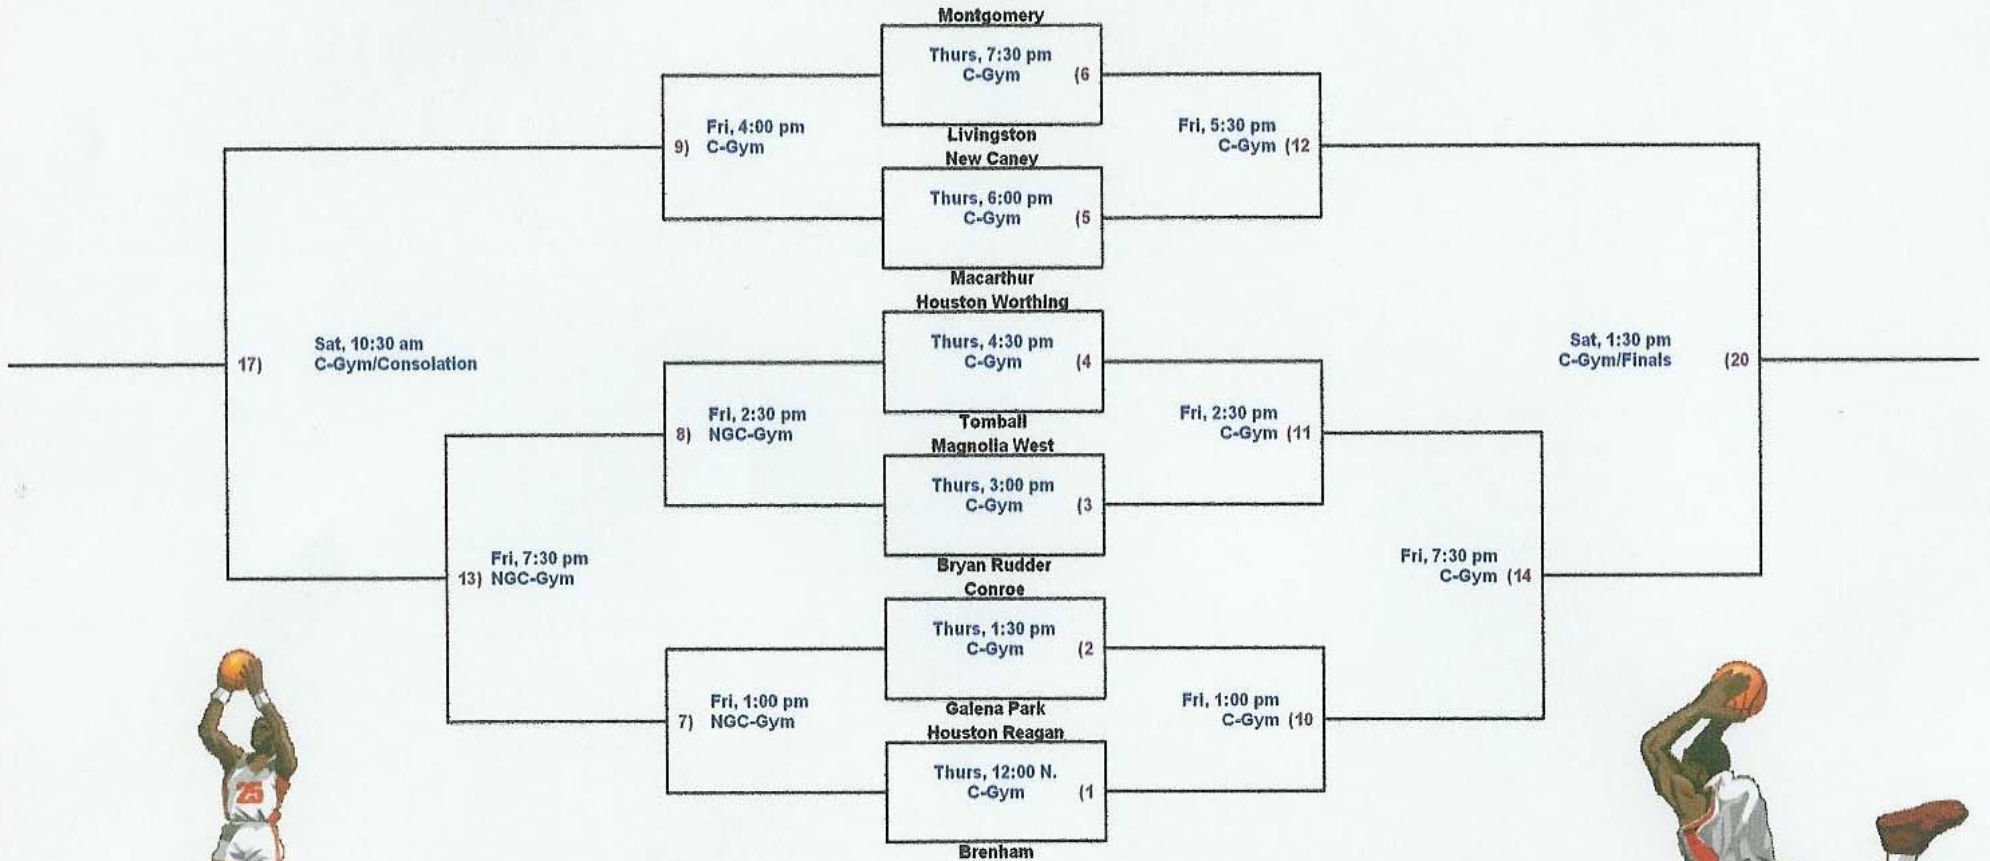 Montgomery
Thurs, 7:30 pm
C-Gym (6
Livingston
Fri, 4:00 pm
9) C-Gym
Fri, 5:30 pm
C-Gym (12
New Caney
Thurs, 6:00 pm
C-Gym (5
Macarthur
Houston Worthing
Thurs, 4:30 pm
C-Gym (4
Tomball
Sat, 10:30 am
17) C-Gym/Consolation
Sat, 1:30 pm
C-Gym/Finals (20
Fri, 2:30 pm
8) NGC-Gym
Fri, 2:30 pm
C-Gym (11
Magnolia West
Thurs, 3:00 pm
C-Gym (3
Bryan Rudder
Fri, 7:30 pm
13) NGC-Gym
Fri, 7:30 pm
C-Gym (14
Conroe
Thurs, 1:30 pm
C-Gym (2
Galena Park
Fri, 1:00 pm
7) NGC-Gym
Fri, 1:00 pm
C-Gym (10
Houston Reagan
Thurs, 12:00 N.
C-Gym (1
Brenham
25